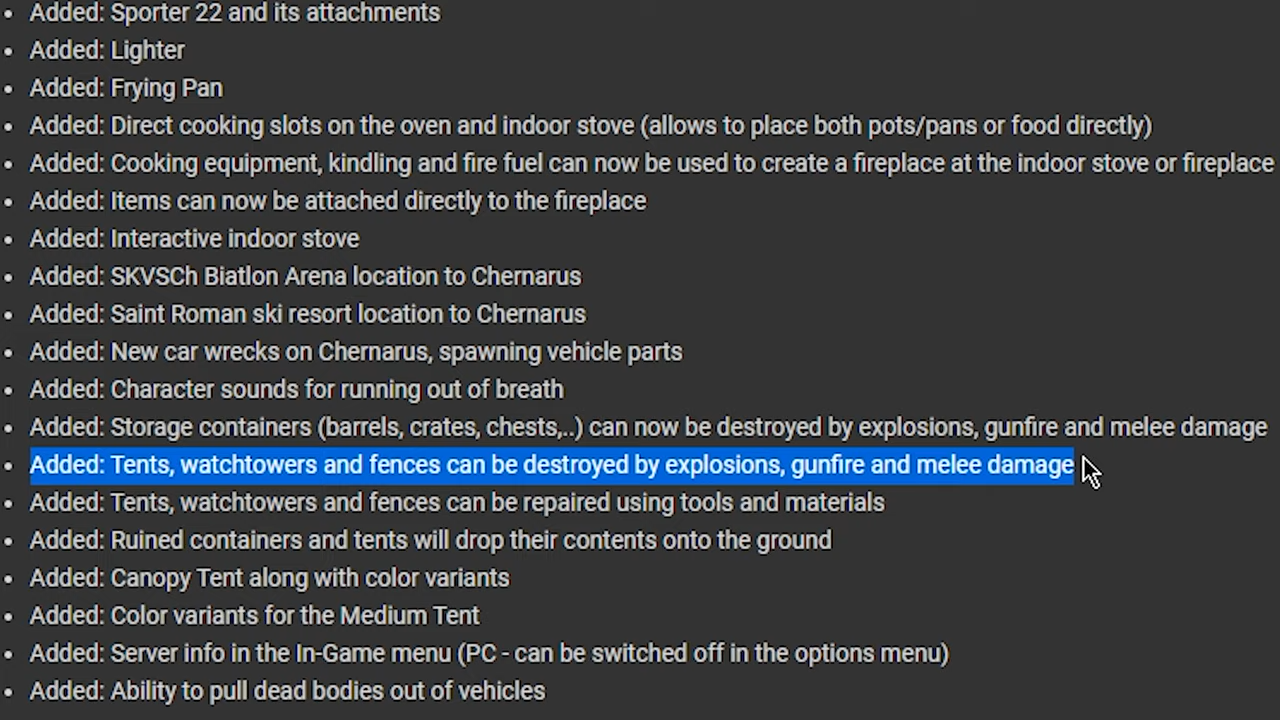 • Added: Sporter 22 and its attachments
• Added: Lighter
• Added: Frying Pan
• Added: Direct cooking slots on the oven and indoor stove (allows to place both pots/pans or food directly)
• Added: Cooking equipment, kindling and fire fuel can now be used to create a fireplace at the indoor stove or fireplace
• Added: Items can now be attached directly to the fireplace
• Added: Interactive indoor stove
• Added: SKVSCh Biatlon Arena location to Chernarus
• Added: Saint Roman ski resort location to Chernarus
• Added: New car wrecks on Chernarus, spawning vehicle parts
• Added: Character sounds for running out of breath
• Added: Storage containers (barrels, crates, chests,..) can now be destroyed by explosions, gunfire and melee damage
• Added: Tents, watchtowers and fences can be destroyed by explosions, gunfire and melee damage
• Added: Tents, watchtowers and fences can be repaired using tools and materials
• Added: Ruined containers and tents will drop their contents onto the ground
• Added: Canopy Tent along with color variants
• Added: Color variants for the Medium Tent
• Added: Server info in the In-Game menu (PC - can be switched off in the options menu)
• Added: Ability to pull dead bodies out of vehicles